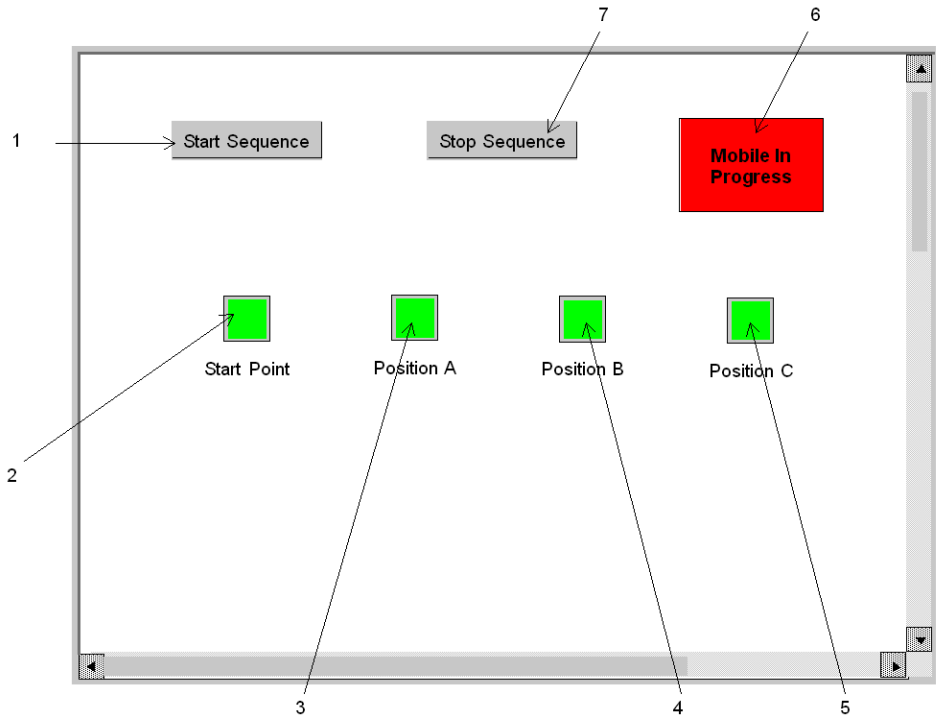 7
6
1
Start Sequence
Stop Sequence
Mobile In
Progress
Start Point
Position A
Position B
Position C
2
3
4
5